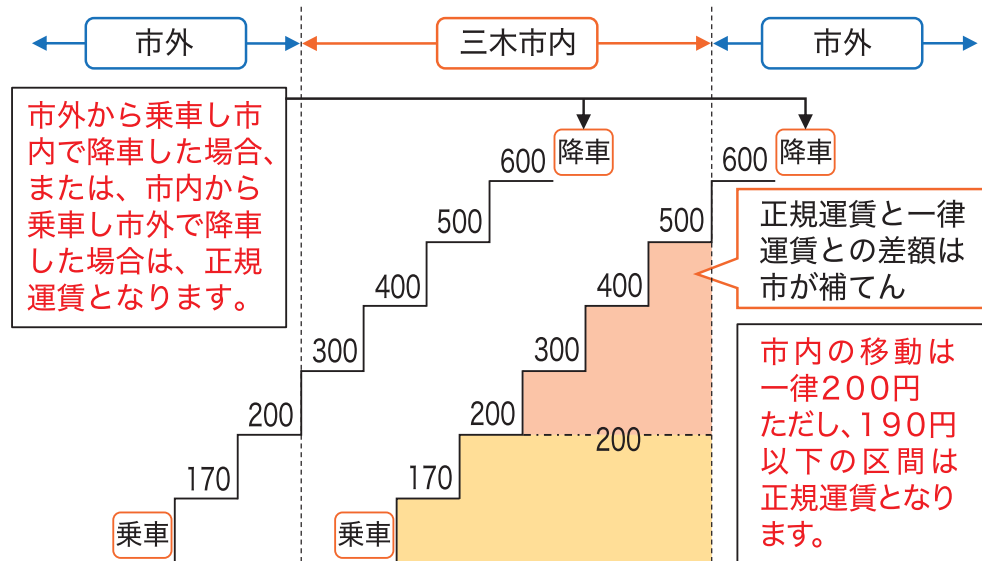 市外
三木市内
市外
市外から乗車し市
内で降車した場合、
または、市内から
乗車し市外で降車
した場合は、正規
運賃となります。
降車
降車
600
500
400
300
200
170
乗車
600
500
400
300
200
170
乗車
200
正規運賃と一律
運賃との差額は
市が補てん
市内の移動は
一律200円
ただし、190円
以下の区間は
正規運賃となり
ます。